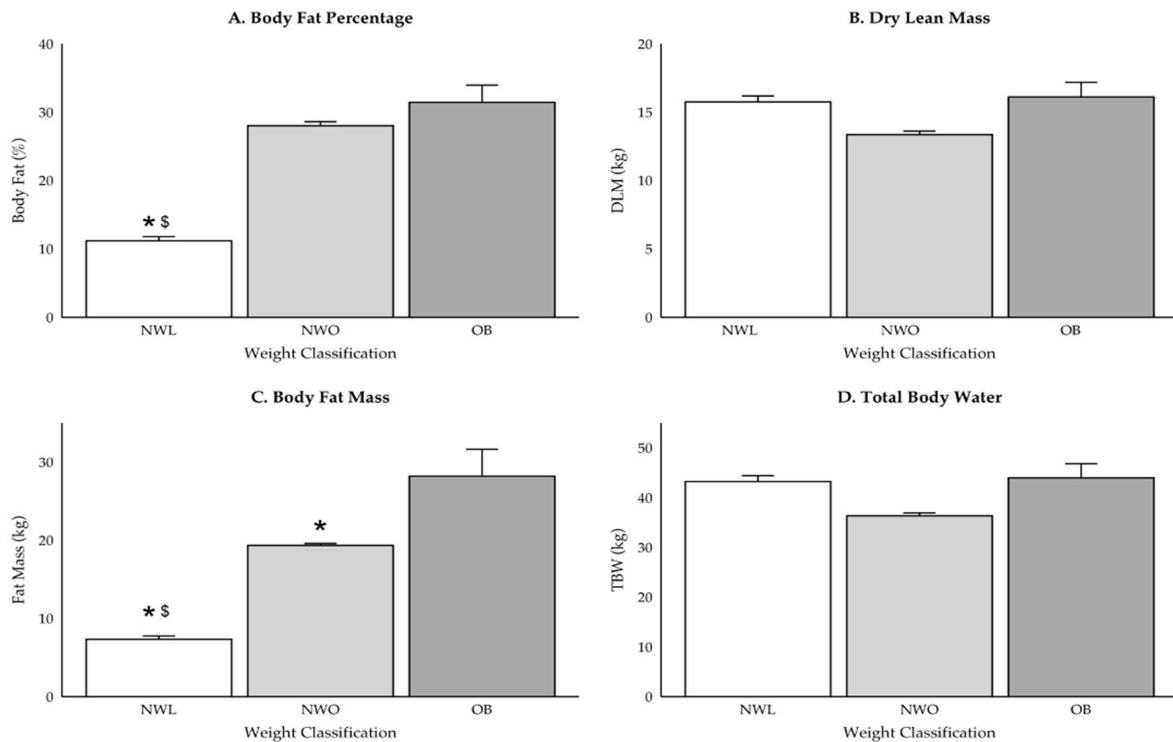 A. Body Fat Percentage
40
30
20
10
0
Body Fat (%)
* $
NWL
NWO
OB
Weight Classification
B. Dry Lean Mass
20
15
10
5
0
DLM (kg)
NWL
NWO
OB
Weight Classification
C. Body Fat Mass
30
20
10
0
Fat Mass (kg)
* $
*
NWL
NWO
OB
Weight Classification
D. Total Body Water
50
40
30
20
10
0
TBW (kg)
NWL
NWO
OB
Weight Classification